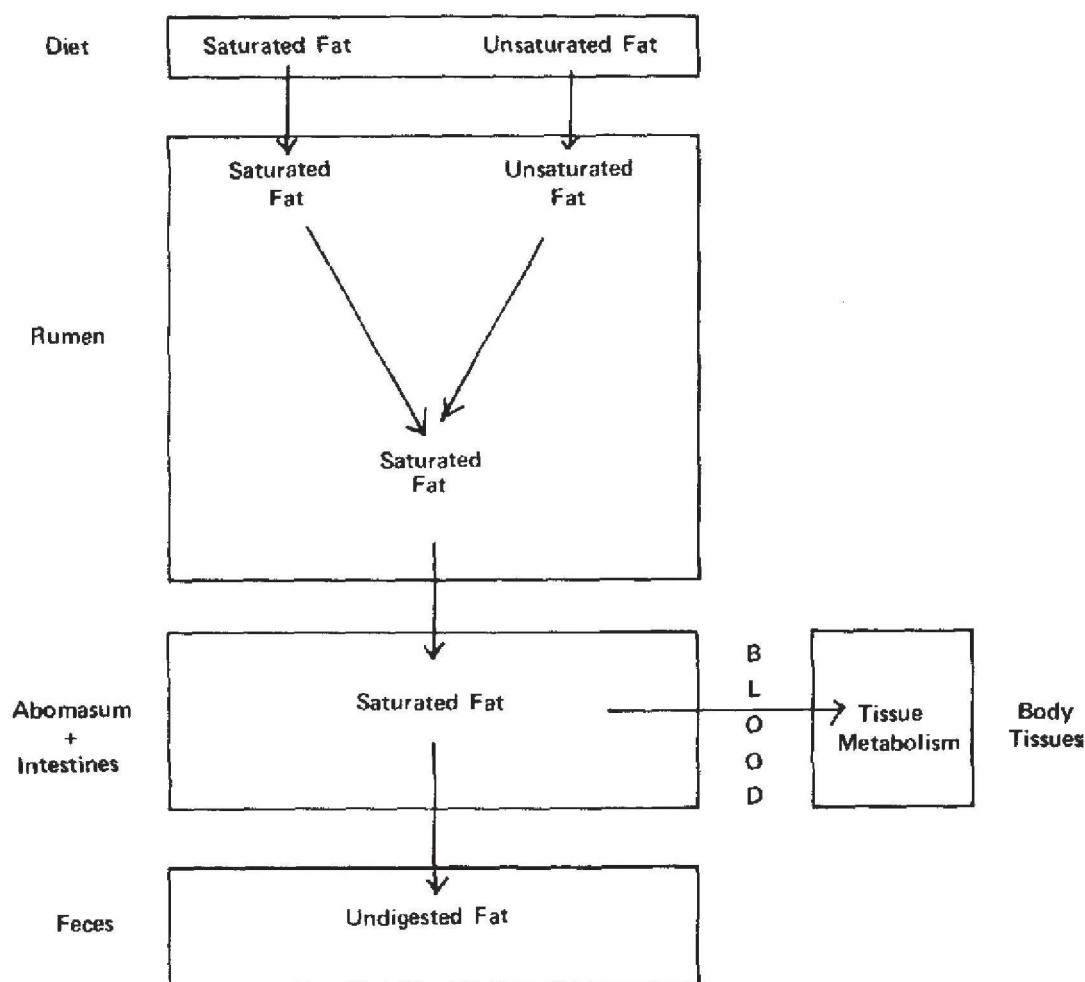 Diet
Saturated Fat
Unsaturated Fat
Saturated
Fat
Unsaturated
Fat
Rumen
Saturated
Fat
Abomasum
+
Intestines
Saturated Fat
B
L
O
O
D
Tissue
Metabolism
Body
Tissues
Feces
Undigested Fat